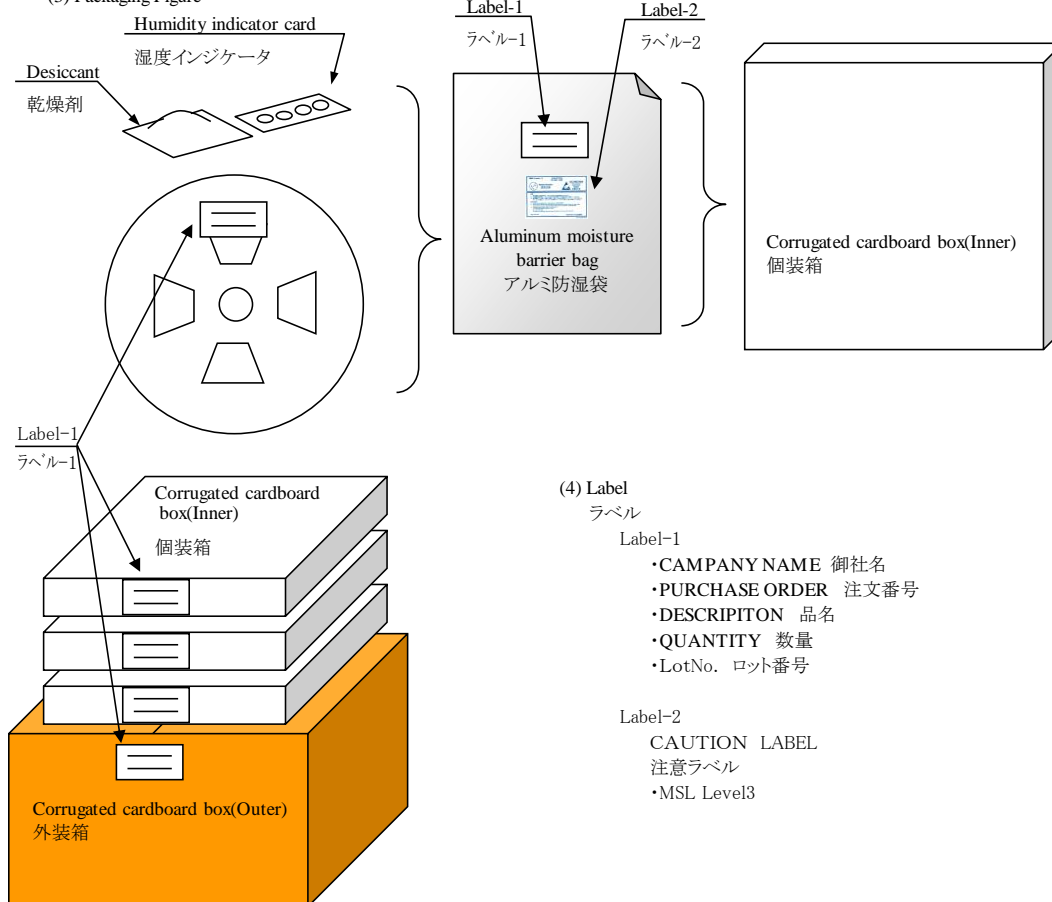 (3) Packaging Figure
Humidity indicator card
湿度インジケータ
Desiccant
乾燥剤
Label-1
ラベル-1
Label-2
ラベル-2
Aluminum moisture
barrier bag
アルミ防湿袋
Corrugated cardboard box(Inner)
個装箱
Label-1
ラベル-1
Corrugated cardboard
box(Inner)
個装箱
Corrugated cardboard box(Outer)
外装箱
(4) Label
ラベル
Label-1
・CAMPANY NAME 御社名
・PURCHASE ORDER 注文番号
・DESCRIPITON 品名
・QUANTITY 数量
・LotNo. ロット番号
Label-2
CAUTION LABEL
注意ラベル
・MSL Level3